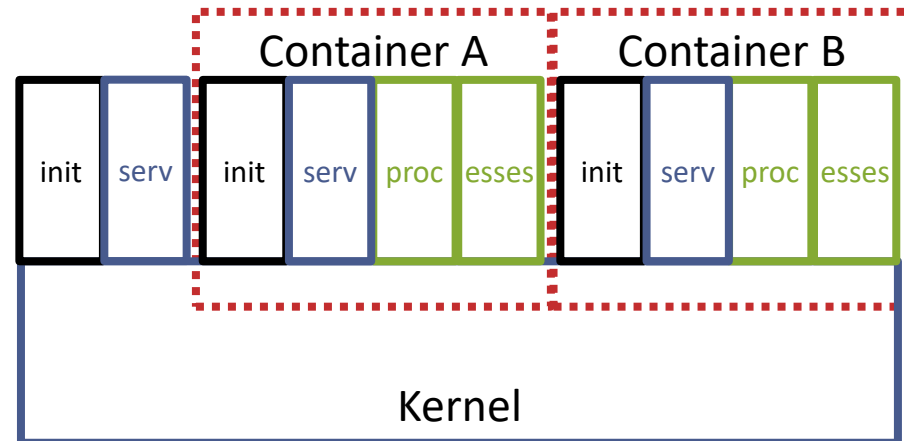 Container A Container B
init serv init serv proc esses init serv proc esses
Kernel